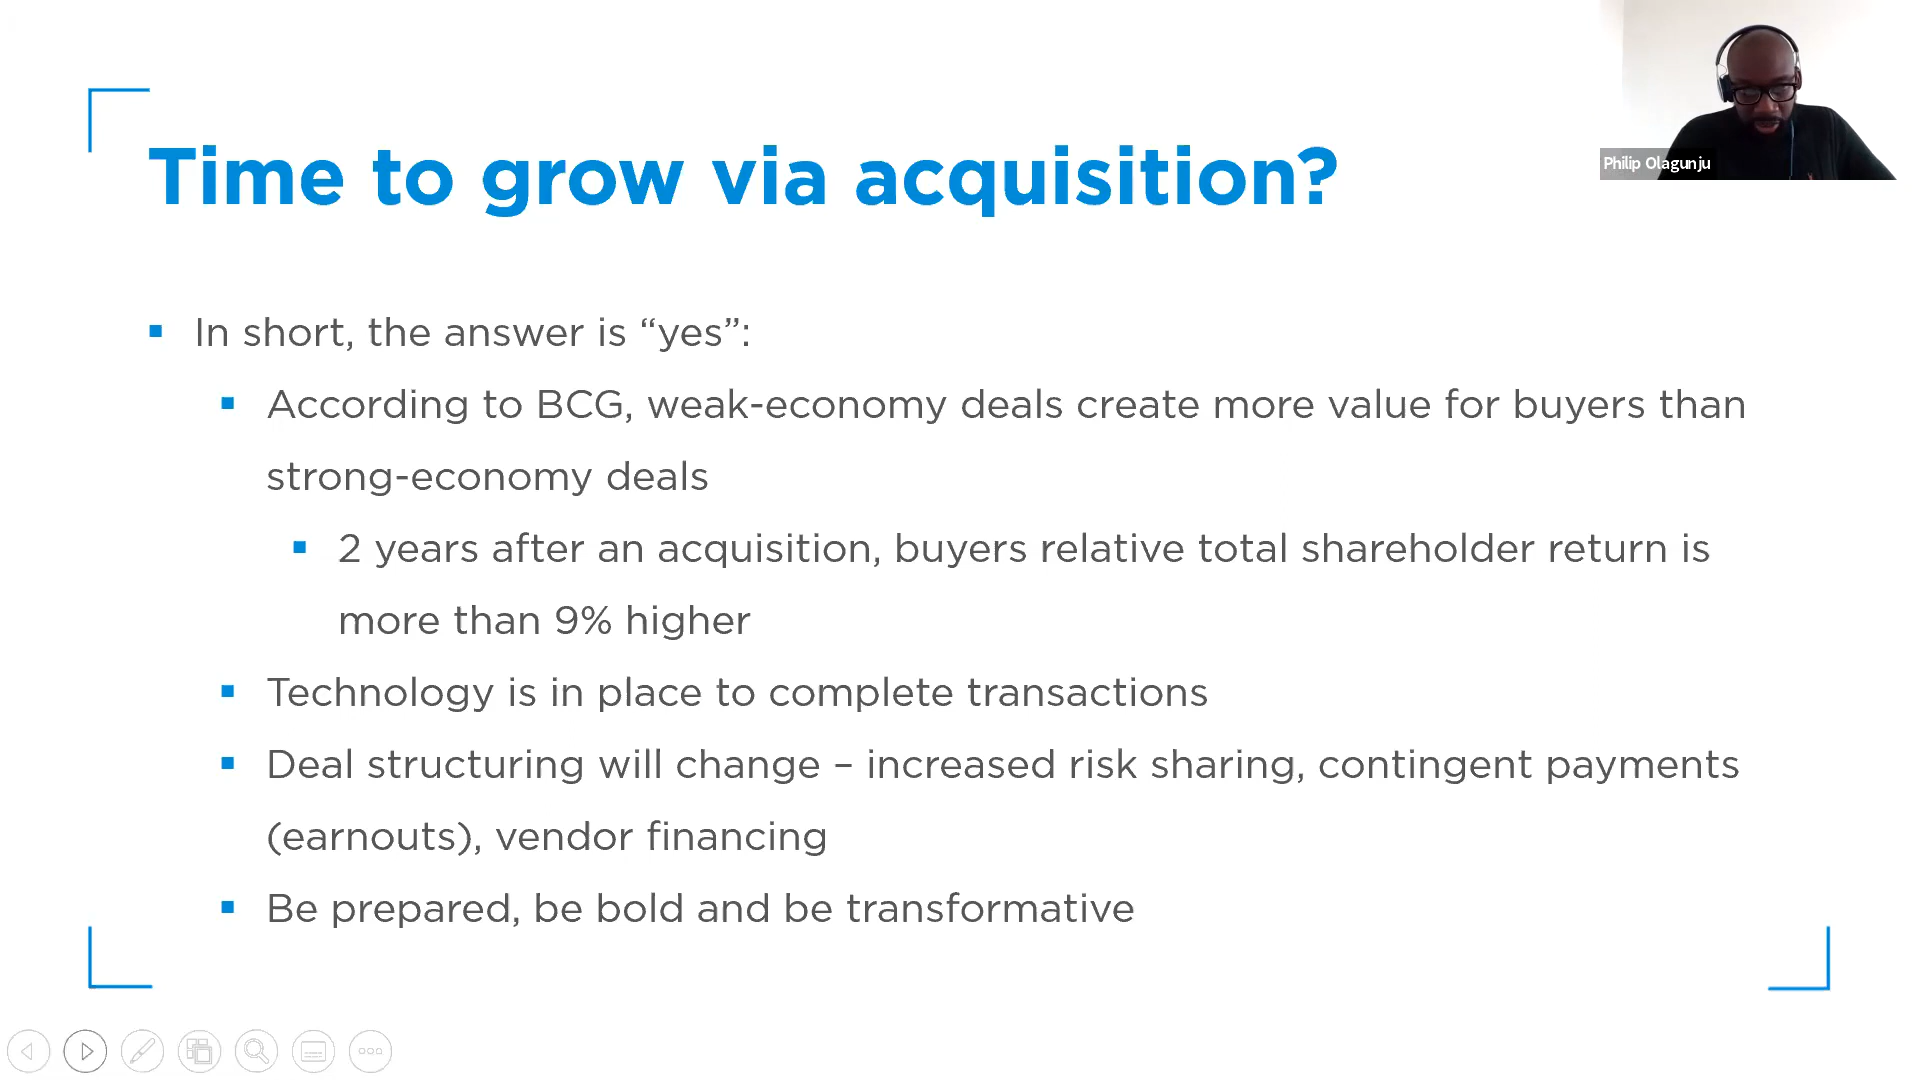 Philip Olagunju
Time to grow via acquisition?
In short, the answer is “yes”:
According to BCG, weak-economy deals create more value for buyers than
strong-economy deals
2 years after an acquisition, buyers relative total shareholder return is
more than 9% higher
Technology is in place to complete transactions
Deal structuring will change – increased risk sharing, contingent payments
(earnouts), vendor financing
Be prepared, be bold and be transformative